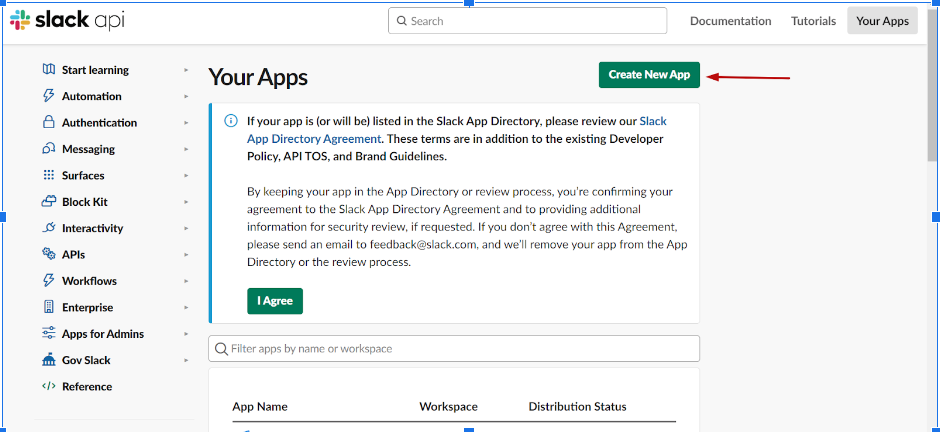 slack api
Search
Documentation
Tutorials
Your Apps
Start learning
Automation
Authentication
Messaging
Surfaces
Block Kit
Interactivity
APIs
Workflows
Enterprise
Apps for Admins
Gov Slack
Reference
Your Apps
Create New App
If your app is (or will be) listed in the Slack App Directory, please review our Slack
App Directory Agreement. These terms are in addition to the existing Developer
Policy, API TOS, and Brand Guidelines.
By keeping your app in the App Directory or review process, you're confirming your
agreement to the Slack App Directory Agreement and to providing additional
information for security review, if requested. If you don't agree with this Agreement,
please send an email to feedback@slack.com, and we'll remove your app from the App
Directory or the review process.
I Agree
Filter apps by name or workspace
App Name
Workspace
Distribution Status